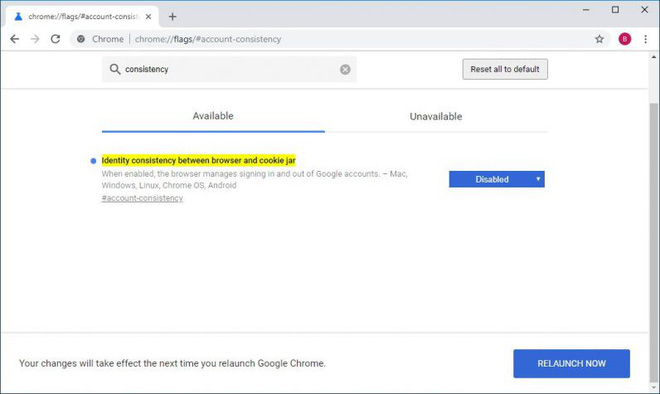 chrome://flags/#account-consist
Chrome | chrome://flags/#account-consistency
B
consistency
Reset all to default
Available
Unavailable
Identity consistency between browser and cookie jar
When enabled, the browser manages signing in and out of Google accounts. – Mac,
Windows, Linux, Chrome OS, Android
#account-consistency
Disabled
Your changes will take effect the next time you relaunch Google Chrome.
RELAUNCH NOW